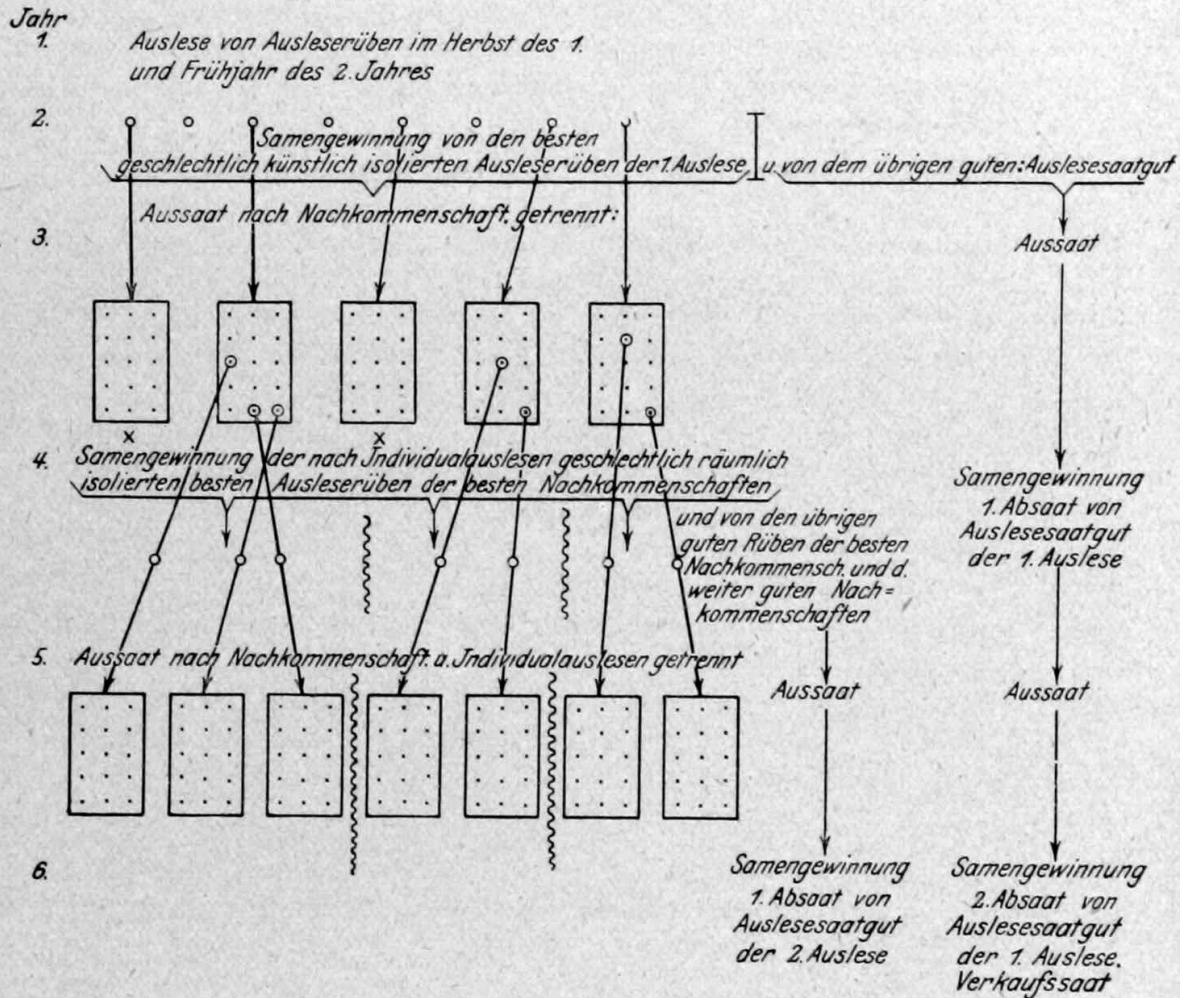 Jahr
1. Auslese von Ausleserüben im Herbst des 1.
und Frühjahr des 2. Jahres
2.
Samengewinnung von den besten
geschlechtlich künstlich isolierten Ausleserüben der 1. Auslese u. von dem übrigen guten: Auslesesaatgut
Aussaat nach Nachkommenschaft. getrennt:
3.
Aussaat
x
x
4. Samengewinnung der nach Jndividualauslesen geschlechtlich räumlich
isolierten besten Ausleserüben der besten Nachkommenschaften
und von den übrigen
guten Rüben der besten
Nachkommensch. und d.
weiter guten Nach=
kommenschaften
Samengewinnung
1. Absaat von
Auslesesaatgut
der 1. Auslese
5. Aussaat nach Nachkommenschaft. u. Jndividualauslesen getrennt
Aussaat
Aussaat
6.
Samengewinnung
1. Absaat von
Auslesesaatgut
der 2. Auslese
Samengewinnung
2. Absaat von
Auslesesaatgut
der 1. Auslese.
Verkaufssaat